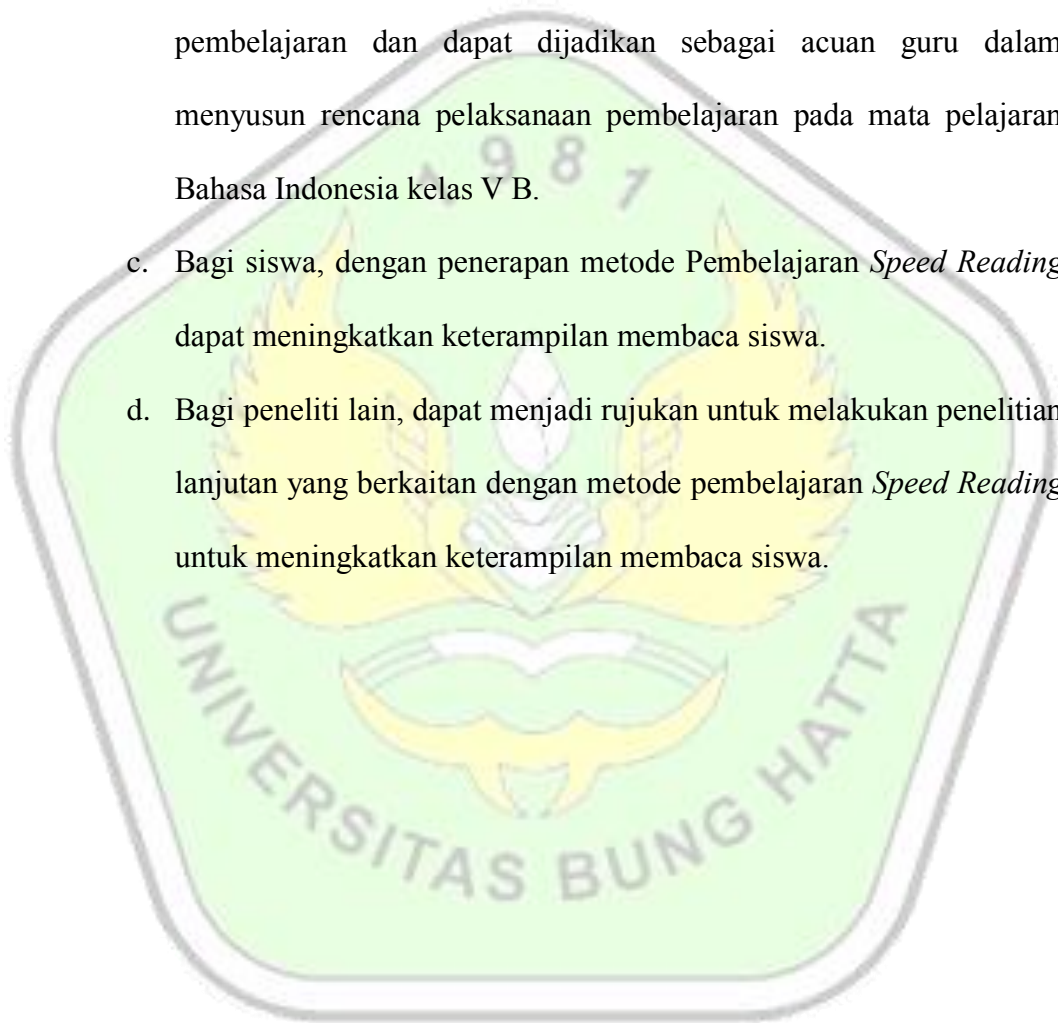 pembelajaran dan dapat dijadikan sebagai acuan guru dalam
menyusun rencana pelaksanaan pembelajaran pada mata pelajaran
1981
Bahasa Indonesia kelas V B.
c. Bagi siswa, dengan penerapan metode Pembelajaran Speed Reading
dapat meningkatkan keterampilan membaca siswa.
d. Bagi peneliti lain, dapat menjadi rujukan untuk melakukan penelitian
lanjutan yang berkaitan dengan metode pembelajaran Speed Reading
untuk meningkatkan keterampilan membaca siswa.
UNIVERSITAS BUNG HATTA